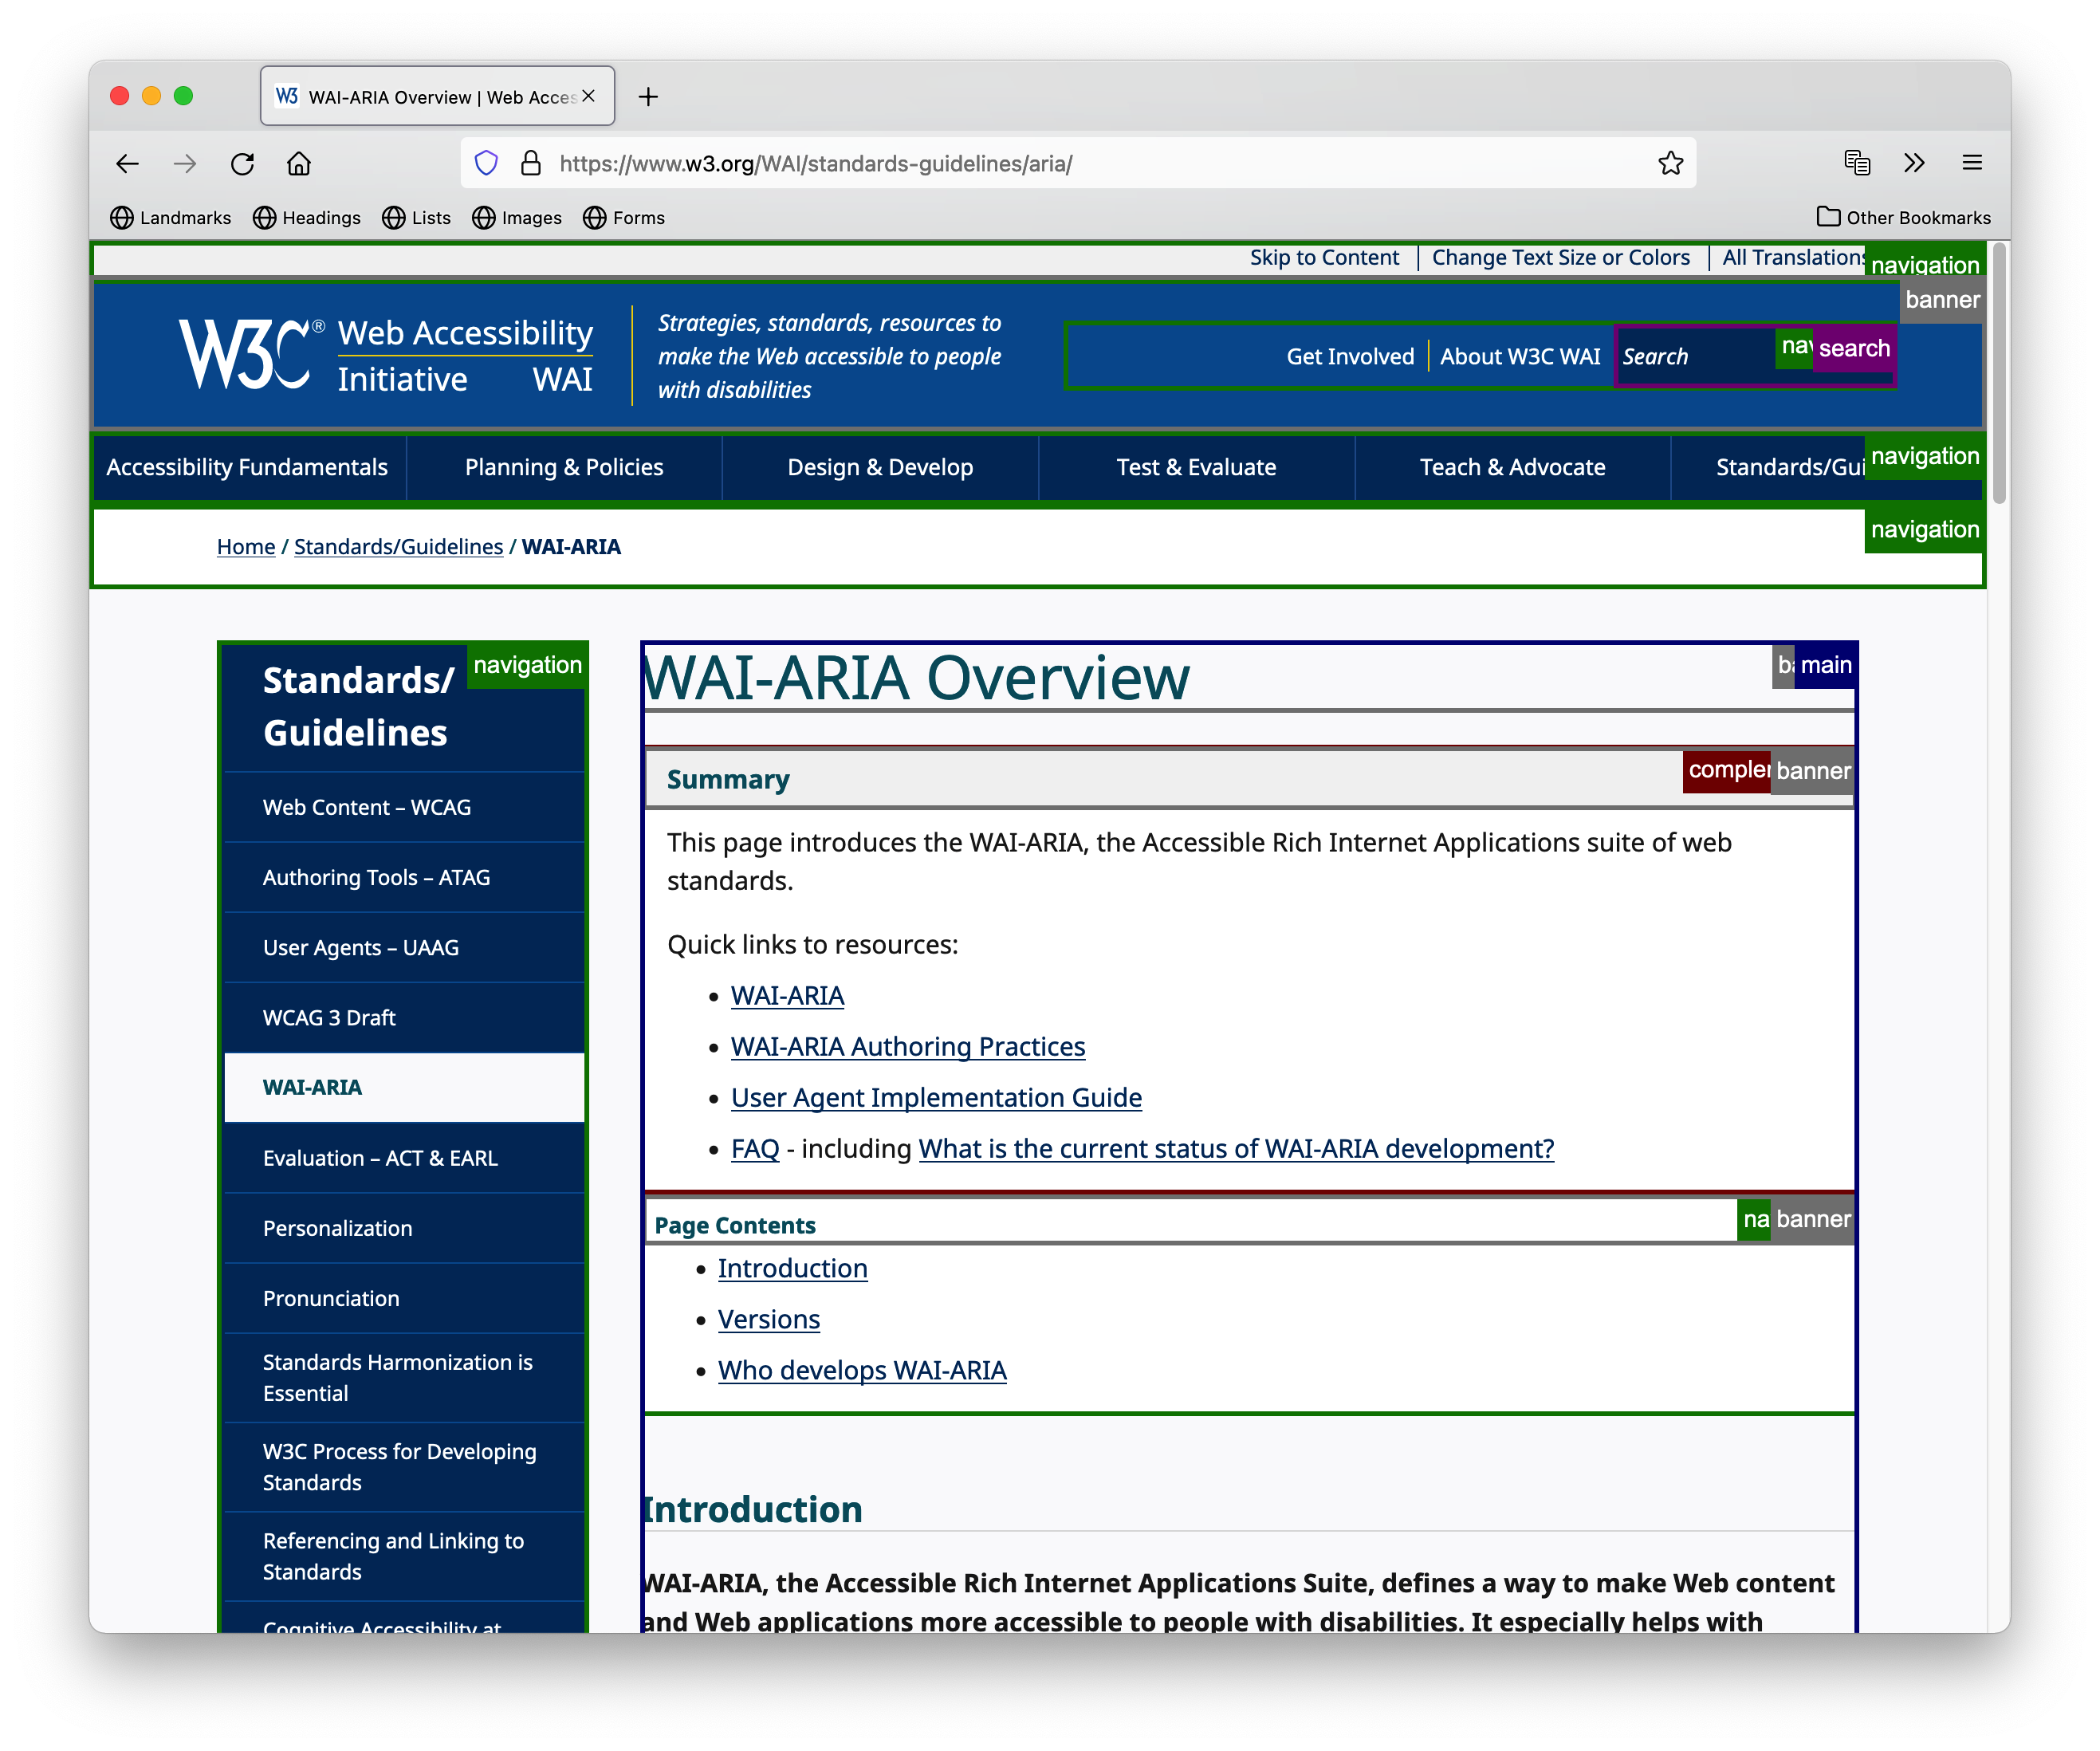 WAI-ARIA Overview | Web Acces
https://www.w3.org/WAI/standards-guidelines/aria/
Landmarks Headings Lists Images Forms Other Bookmarks
Skip to Content Change Text Size or Colors All Translations navigation
banner
W3C® Web Accessibility Initiative WAI
Strategies, standards, resources to
make the Web accessible to people
with disabilities
Get Involved About W3C WAI Search nav search
Accessibility Fundamentals Planning & Policies Design & Develop Test & Evaluate Teach & Advocate Standards/Gui navigation
Home / Standards/Guidelines / WAI-ARIA navigation
Standards/
Guidelines
navigation
Web Content – WCAG
Authoring Tools – ATAG
User Agents – UAAG
WCAG 3 Draft
WAI-ARIA
Evaluation – ACT & EARL
Personalization
Pronunciation
Standards Harmonization is
Essential
W3C Process for Developing
Standards
Referencing and Linking to
Standards
Cognitive Accessibility at
WAI-ARIA Overview main
Summary banner
This page introduces the WAI-ARIA, the Accessible Rich Internet Applications suite of web
standards.
Quick links to resources:
• WAI-ARIA
• WAI-ARIA Authoring Practices
• User Agent Implementation Guide
• FAQ - including What is the current status of WAI-ARIA development?
Page Contents na banner
• Introduction
• Versions
• Who develops WAI-ARIA
Introduction
WAI-ARIA, the Accessible Rich Internet Applications Suite, defines a way to make Web content
and Web applications more accessible to people with disabilities. It especially helps with